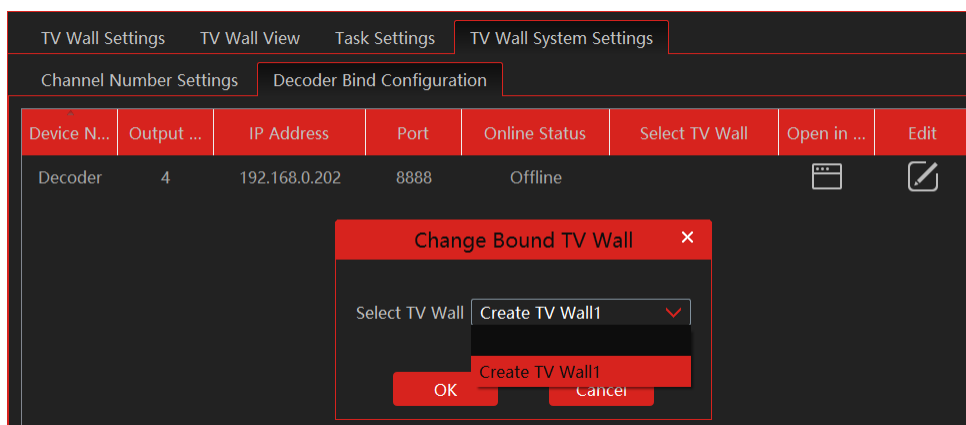 TV Wall Settings TV Wall View Task Settings TV Wall System Settings
Channel Number Settings Decoder Bind Configuration
Device N... Output ... IP Address Port Online Status Select TV Wall Open in ... Edit
Decoder 4 192.168.0.202 8888 Offline
Change Bound TV Wall ×
Select TV Wall Create TV Wall1
Create TV Wall1
OK Cancel